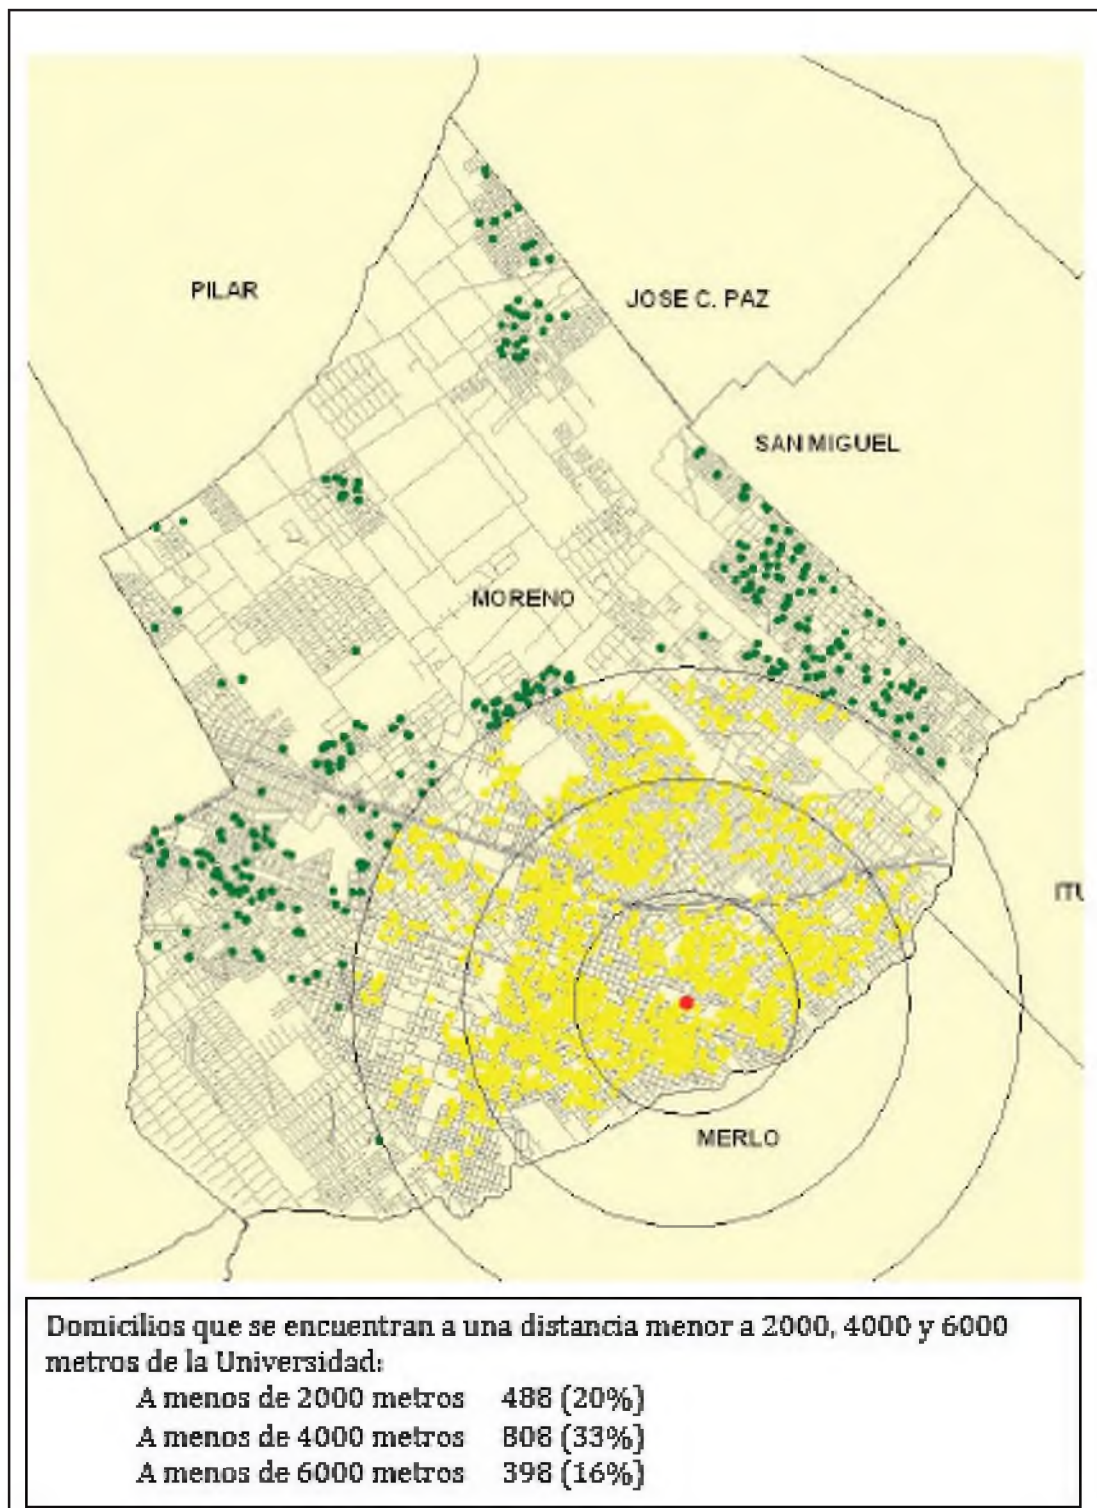 PILAR
JOSE C. PAZ
SAN MIGUEL
MORENO
ITU
MERLO
Domicilios que se encuentran a una distancia menor a 2000, 4000 y 6000
metros de la Universidad:
A menos de 2000 metros 488 (20%)
A menos de 4000 metros 808 (33%)
A menos de 6000 metros 398 (16%)